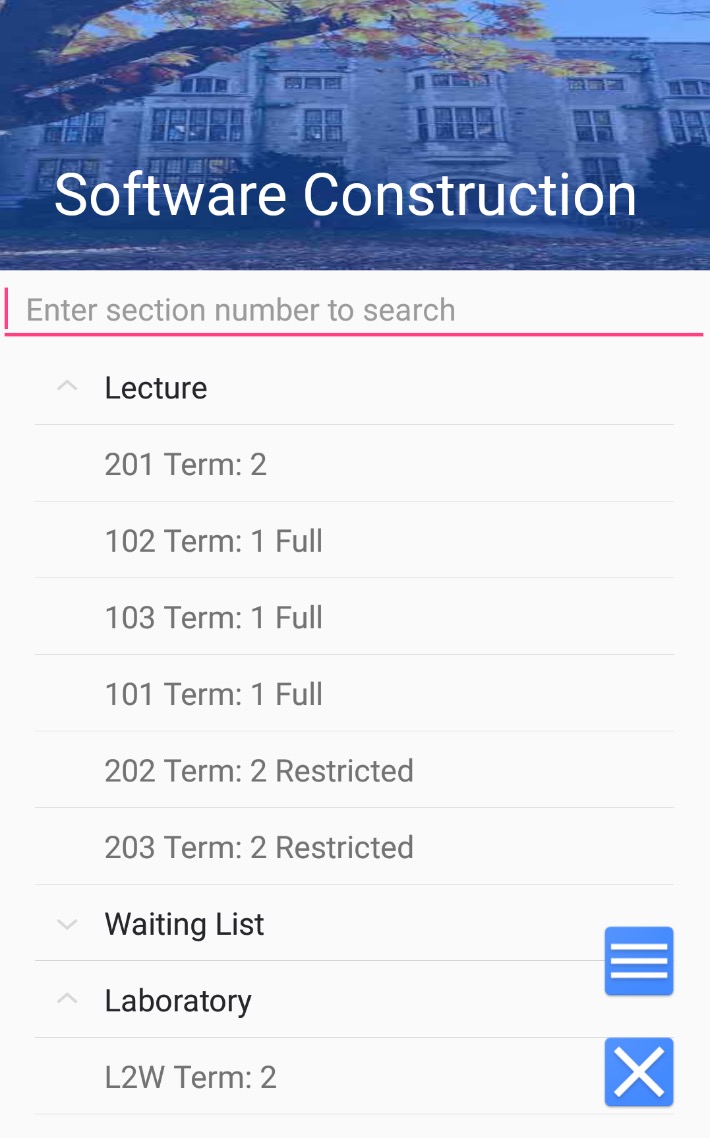 Software Construction
Enter section number to search
Lecture
201 Term: 2
102 Term: 1 Full
103 Term: 1 Full
101 Term: 1 Full
202 Term: 2 Restricted
203 Term: 2 Restricted
Waiting List
Laboratory
L2W Term: 2